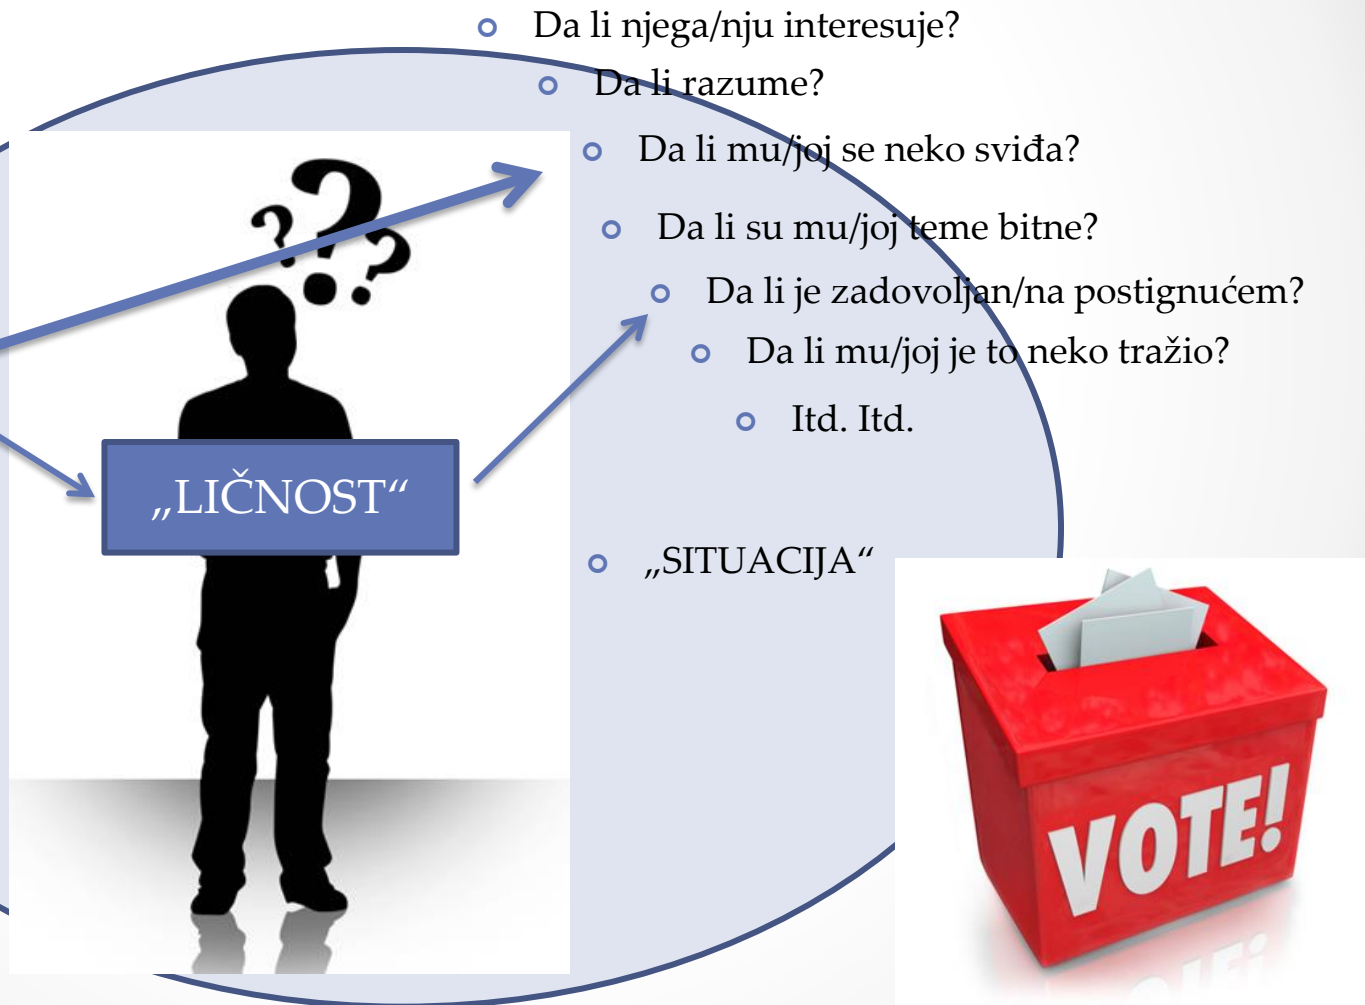 Da li njega/nju interesuje?
Da li razume?
Da li mu/joj se neko sviđa?
Da li su mu/joj teme bitne?
Da li je zadovoljan/na postignućem?
Da li mu/joj je to neko tražio?
Itd. Itd.
„LIČNOST“
„SITUACIJA“
VOTE!